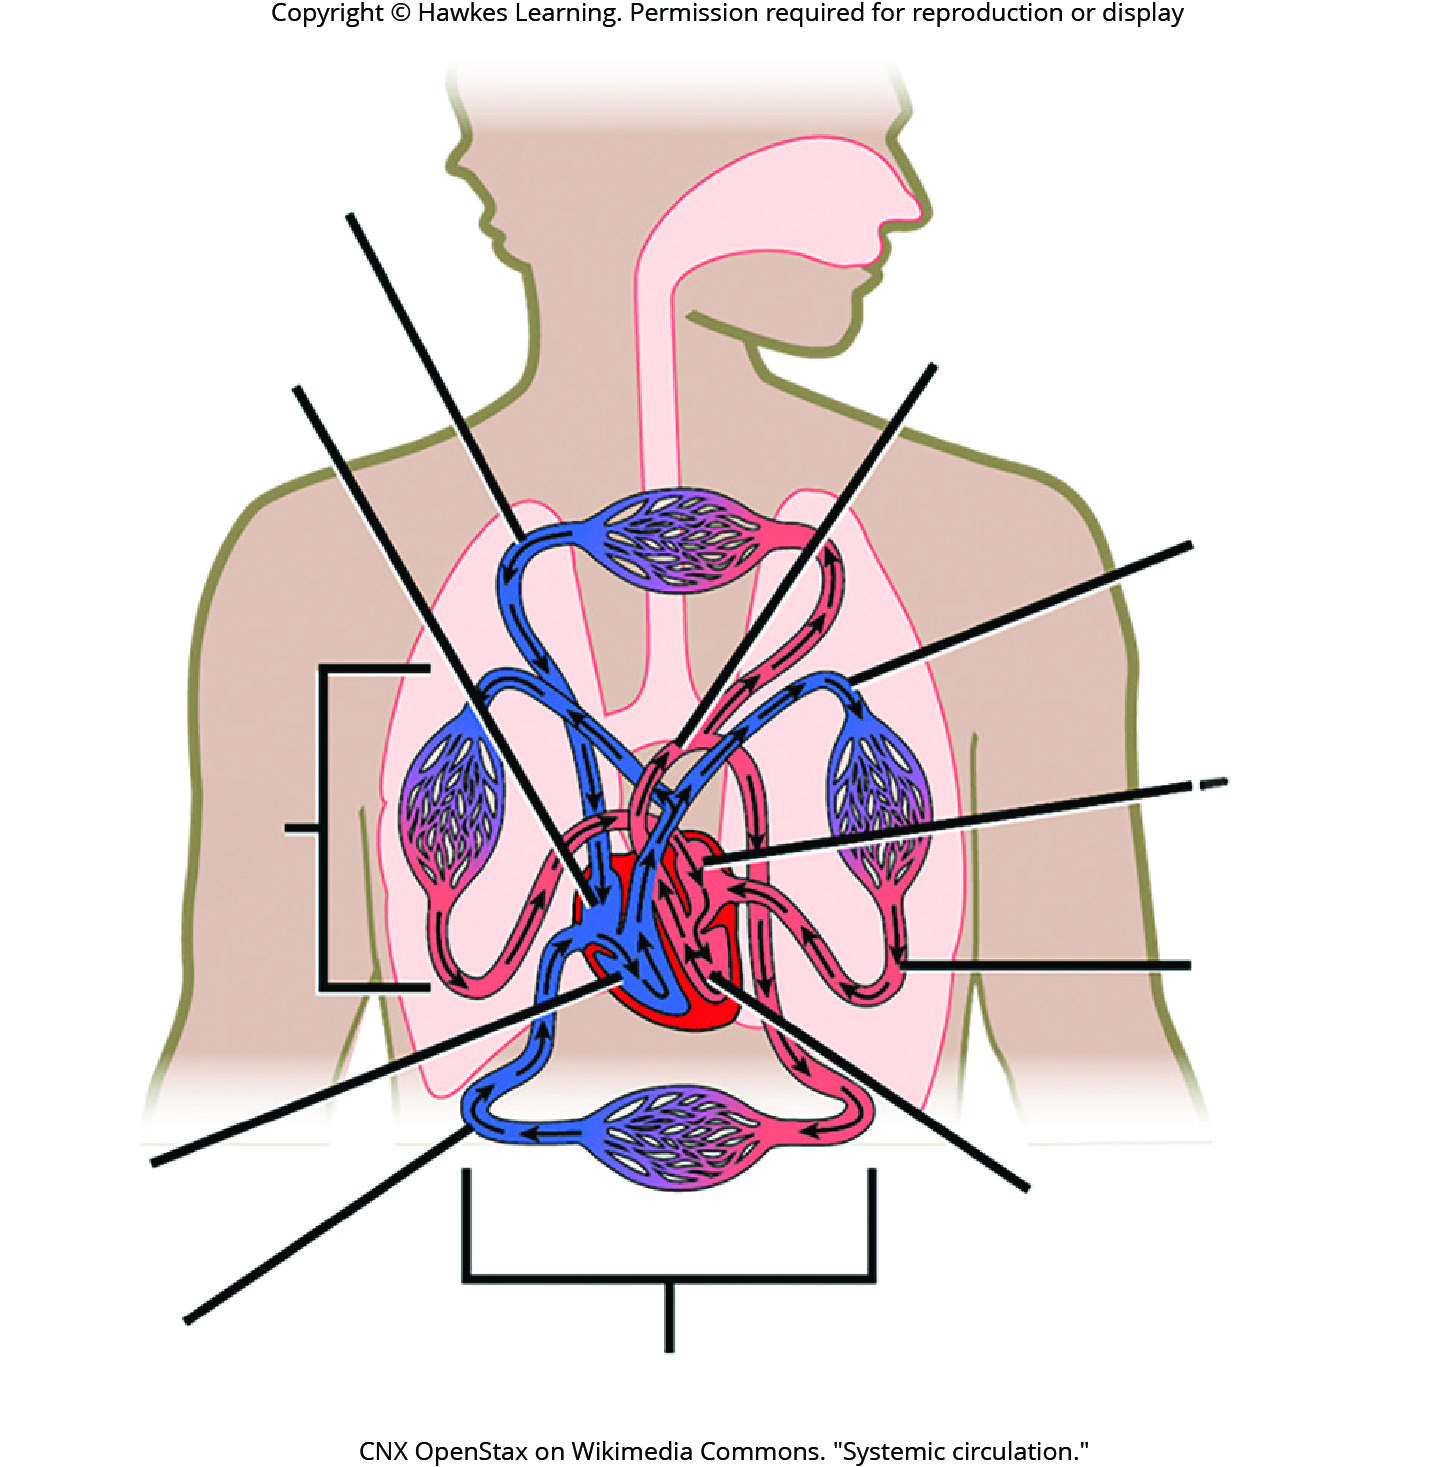 Copyright © Hawkes Learning. Permission required for reproduction or display
CNX OpenStax on Wikimedia Commons. "Systemic circulation."